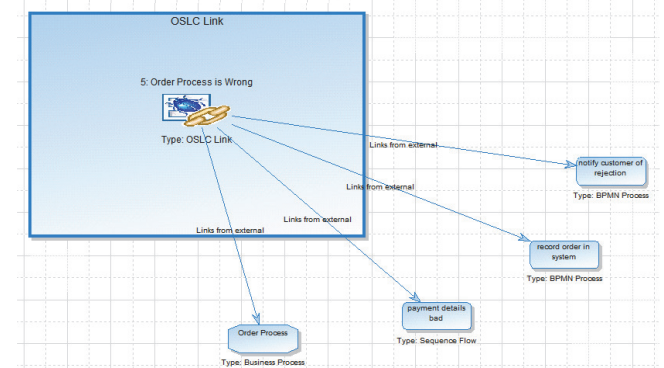 OSLC Link
5: Order Process is Wrong
Type: OSLC Link
Links from external
notify customer of
rejection
Type: BPMN Process
Links from external
record order in
system
Type: BPMN Process
Links from external
payment details
bad
Type: Sequence Flow
Links from external
Order Process
Type: Business Process